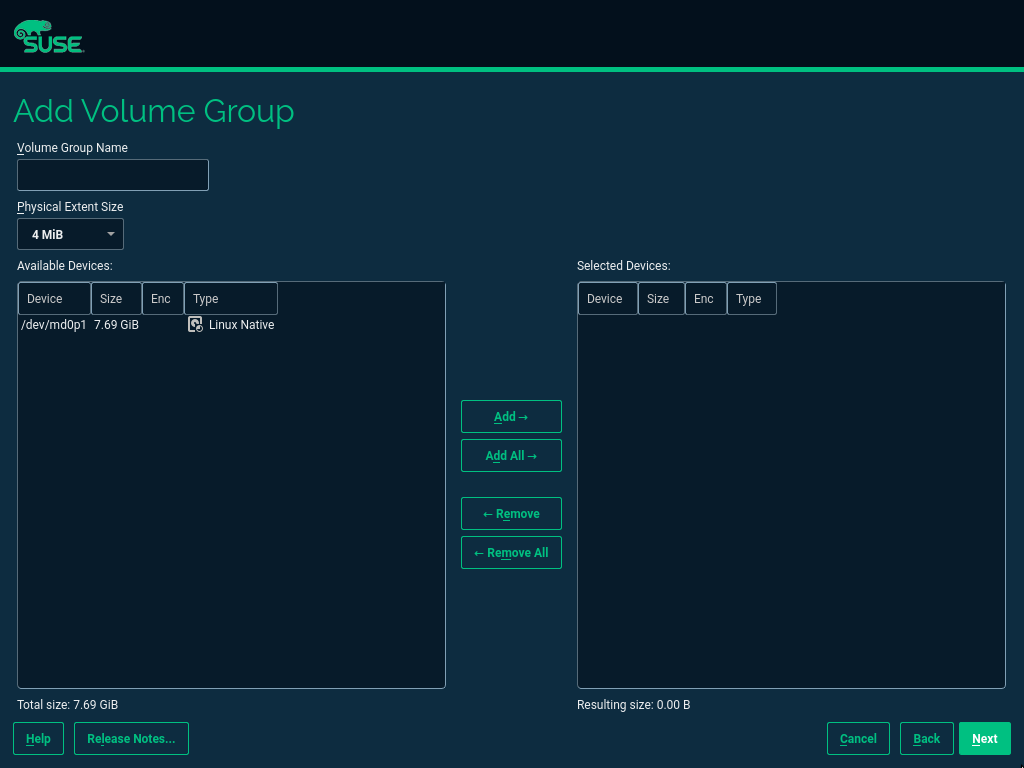 SUSE
Add Volume Group
Volume Group Name
Physical Extent Size
4 MiB
Available Devices:
Device Size Enc Type
/dev/md0p1 7.69 GiB Linux Native
Total size: 7.69 GiB
Add →
Add All →
← Remove
← Remove All
Selected Devices:
Device Size Enc Type
Resulting size: 0.00 B
Help Release Notes... Cancel Back Next